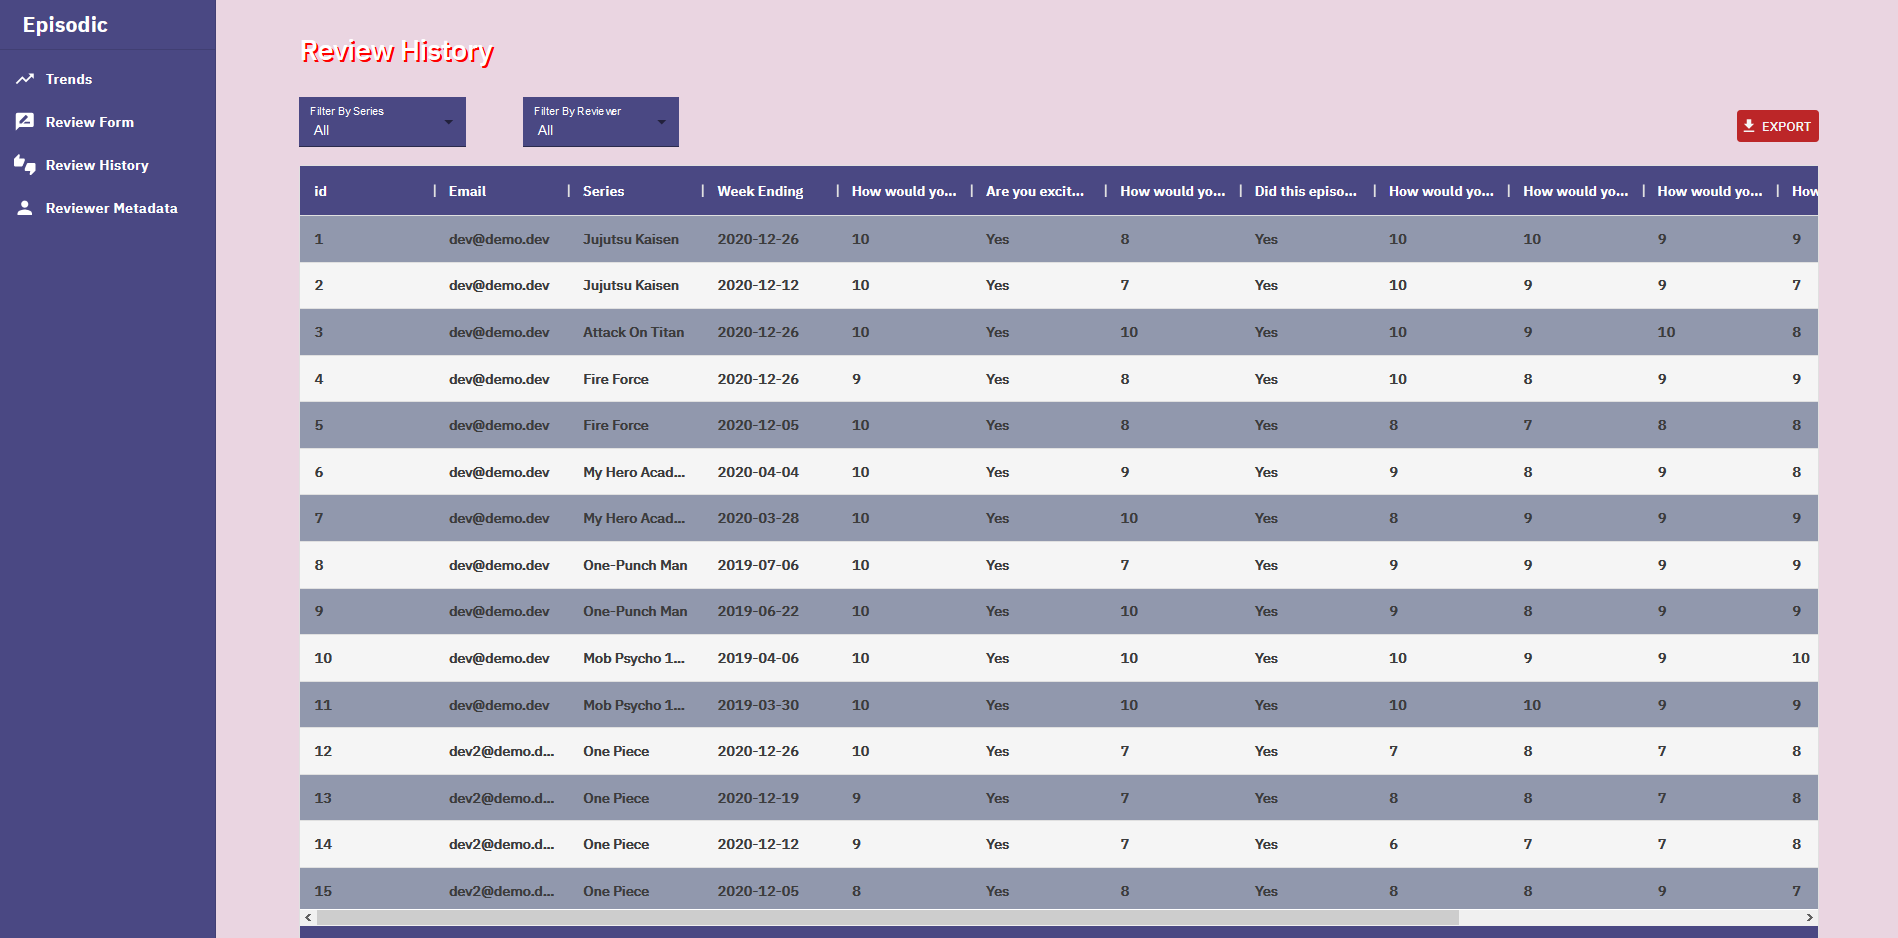 Episodic
Trends
Review Form
Review History
Reviewer Metadata
Review History
Filter By Series
All
Filter By Reviewer
All
EXPORT
id | Email | Series | Week Ending | How would yo... | Are you excit... | How would yo... | Did this episo... | How would yo... | How would yo... | How would yo... | How
1 dev@demo.dev Jujutsu Kaisen 2020-12-26 10 Yes 8 Yes 10 10 9 9
2 dev@demo.dev Jujutsu Kaisen 2020-12-12 10 Yes 7 Yes 10 9 9 7
3 dev@demo.dev Attack On Titan 2020-12-26 10 Yes 10 Yes 10 9 10 8
4 dev@demo.dev Fire Force 2020-12-26 9 Yes 8 Yes 10 8 9 9
5 dev@demo.dev Fire Force 2020-12-05 10 Yes 8 Yes 8 7 8 8
6 dev@demo.dev My Hero Acad... 2020-04-04 10 Yes 9 Yes 9 8 9 8
7 dev@demo.dev My Hero Acad... 2020-03-28 10 Yes 10 Yes 8 9 9 9
8 dev@demo.dev One-Punch Man 2019-07-06 10 Yes 7 Yes 9 9 9 9
9 dev@demo.dev One-Punch Man 2019-06-22 10 Yes 10 Yes 9 8 9 9
10 dev@demo.dev Mob Psycho 1... 2019-04-06 10 Yes 10 Yes 10 9 9 10
11 dev@demo.dev Mob Psycho 1... 2019-03-30 10 Yes 10 Yes 10 10 9 9
12 dev2@demo.d... One Piece 2020-12-26 10 Yes 7 Yes 7 8 7 8
13 dev2@demo.d... One Piece 2020-12-19 9 Yes 7 Yes 8 8 7 8
14 dev2@demo.d... One Piece 2020-12-12 9 Yes 7 Yes 6 7 7 8
15 dev2@demo.d... One Piece 2020-12-05 8 Yes 8 Yes 8 8 9 7